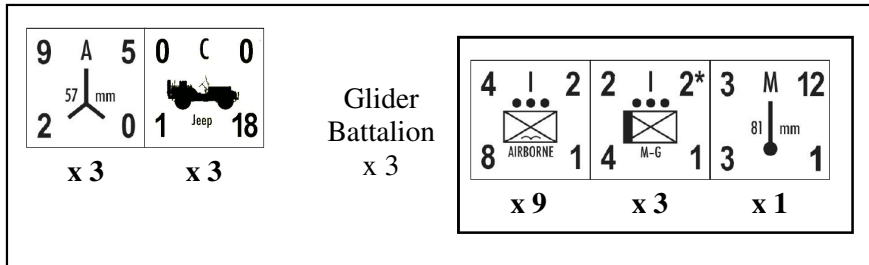 9 A 5
57 mm
2 0
x 3
0 C 0
Jeep
1 18
x 3
Glider
Battalion
x 3
4 I 2
AIRBORNE
8 1
x 9
2 I 2*
M-G
4 1
x 3
3 M 12
81 mm
3 1
x 1